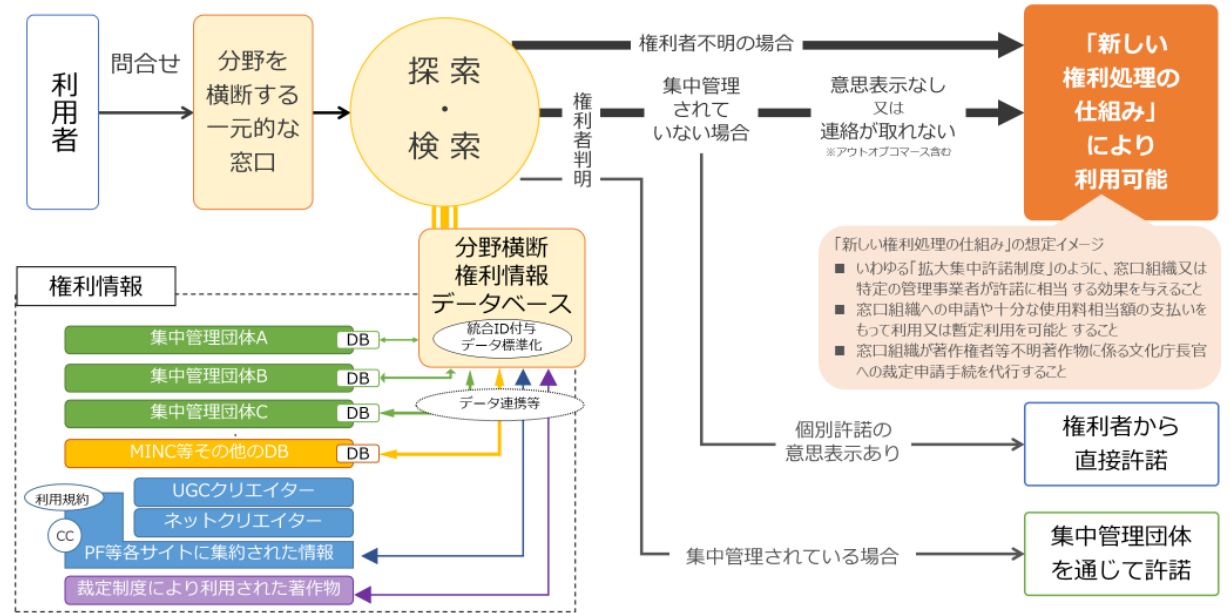 利用者
問合せ
分野を
横断する
一元的な
窓口
探索
・
検索
権利者不明の場合
権利者判明
集中管理
されて
いない場合
意思表示なし
又は
連絡が取れない
※アウトオブコマース含む
「新しい
権利処理の
仕組み」
により
利用可能
「新しい権利処理の仕組み」の想定イメージ
■ いわゆる「拡大集中許諾制度」のように、窓口組織又は
特定の管理事業者が許諾に相当する効果を与えること
■ 窓口組織への申請や十分な使用料相当額の支払いを
もって利用又は暫定利用を可能とすること
■ 窓口組織が著作権者等不明著作物に係る文化庁長官
への裁定申請手続を代行すること
分野横断
権利情報
データベース
統合ID付与
データ標準化
データ連携等
権利情報
集中管理団体A
DB
集中管理団体B
DB
集中管理団体C
DB
MINC等その他のDB
DB
UGCクリエイター
利用規約
ネットクリエイター
CC
PF等各サイトに集約された情報
裁定制度により利用された著作物
個別許諾の
意思表示あり
権利者から
直接許諾
集中管理されている場合
集中管理団体
を通じて許諾